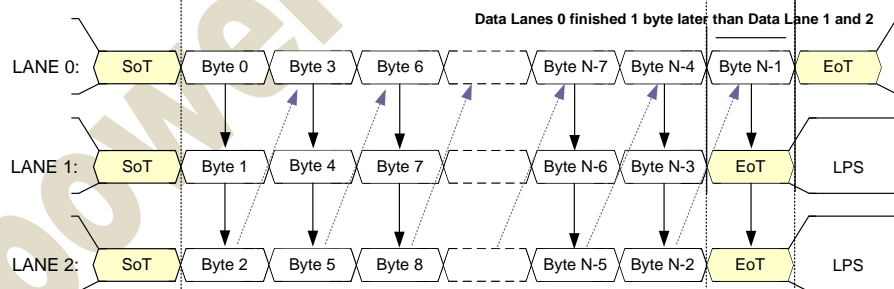 Data Lanes 0 finished 1 byte later than Data Lane 1 and 2
LANE 0: SoT Byte 0 Byte 3 Byte 6 Byte N-7 Byte N-4 Byte N-1 EoT
LANE 1: SoT Byte 1 Byte 4 Byte 7 Byte N-6 Byte N-3 EoT LPS
LANE 2: SoT Byte 2 Byte 5 Byte 8 Byte N-5 Byte N-2 EoT LPS